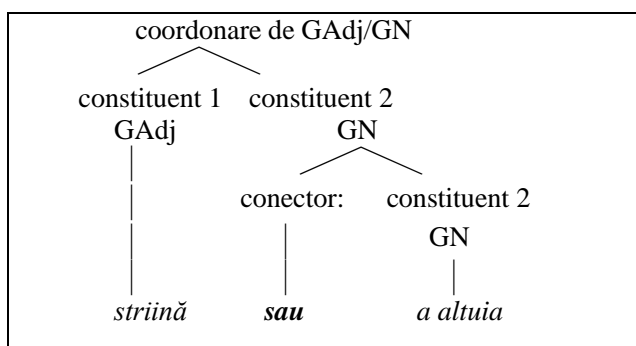 coordonare de GAdj/GN
constituent 1 constituent 2
GAdj GN
conector: constituent 2
GN
striină sau a altuia